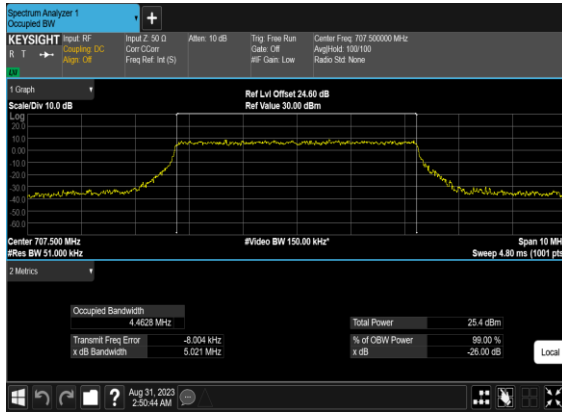 Spectrum Analyzer 1
Occupied BW
+
KEYSIGHT Input: RF Input Z: 50 Ω Atten: 10 dB Trig: Free Run Center Freq: 707.500000 MHz
R T Coupling: DC Corr CCorr Gate: Off Avg|Hold: 100/100
Align: Off Freq Ref: Int (S) #IF Gain: Low Radio Std: None
LXI
1 Graph
Scale/Div 10.0 dB Ref Lvl Offset 24.60 dB
Ref Value 30.00 dBm
Log
20.0
10.0
0.00
-10.0
-20.0
-30.0
-40.0
-50.0
-60.0
Center 707.500 MHz #Video BW 150.00 kHz* Span 10 MH
#Res BW 51.000 kHz Sweep 4.80 ms (1001 pts
2 Metrics
Occupied Bandwidth
4.4628 MHz Total Power 25.4 dBm
Transmit Freq Error -8.004 kHz % of OBW Power 99.00 %
x dB Bandwidth 5.021 MHz x dB -26.00 dB
Local
? Aug 31, 2023
2:50:44 AM